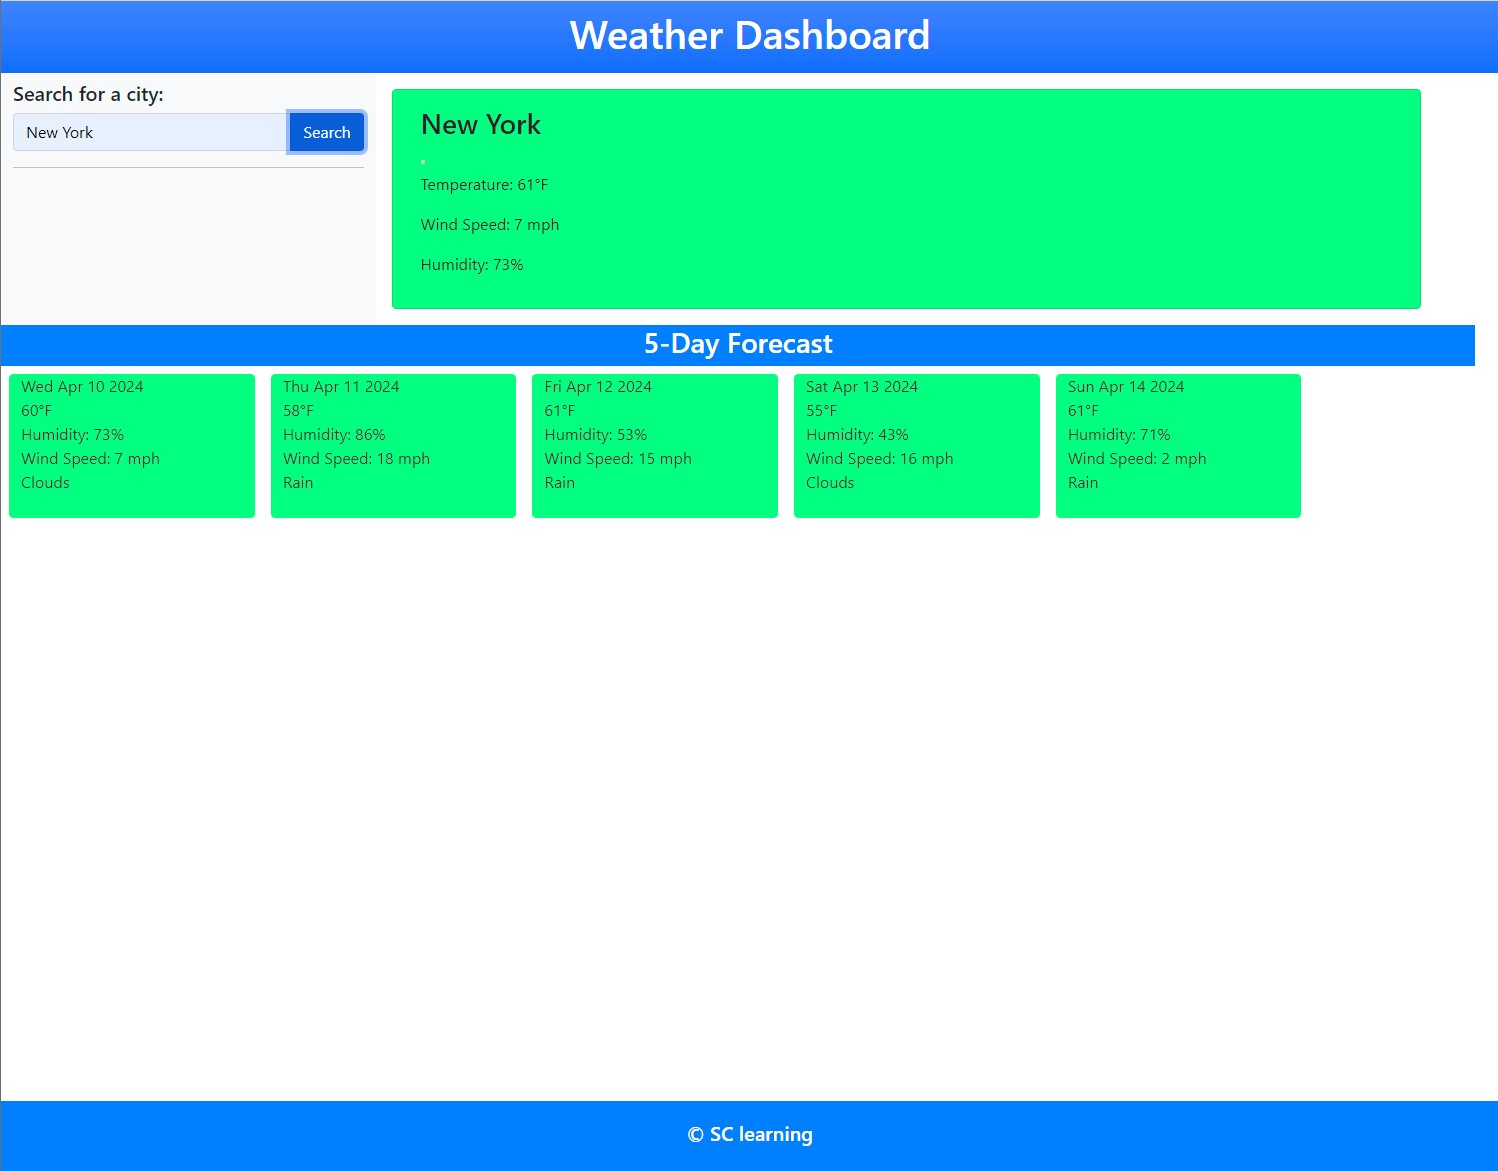 Weather Dashboard
Search for a city:
New York
Search
New York
Temperature: 61°F
Wind Speed: 7 mph
Humidity: 73%
5-Day Forecast
Wed Apr 10 2024
60°F
Humidity: 73%
Wind Speed: 7 mph
Clouds
Thu Apr 11 2024
58°F
Humidity: 86%
Wind Speed: 18 mph
Rain
Fri Apr 12 2024
61°F
Humidity: 53%
Wind Speed: 15 mph
Rain
Sat Apr 13 2024
55°F
Humidity: 43%
Wind Speed: 16 mph
Clouds
Sun Apr 14 2024
61°F
Humidity: 71%
Wind Speed: 2 mph
Rain
© SC learning